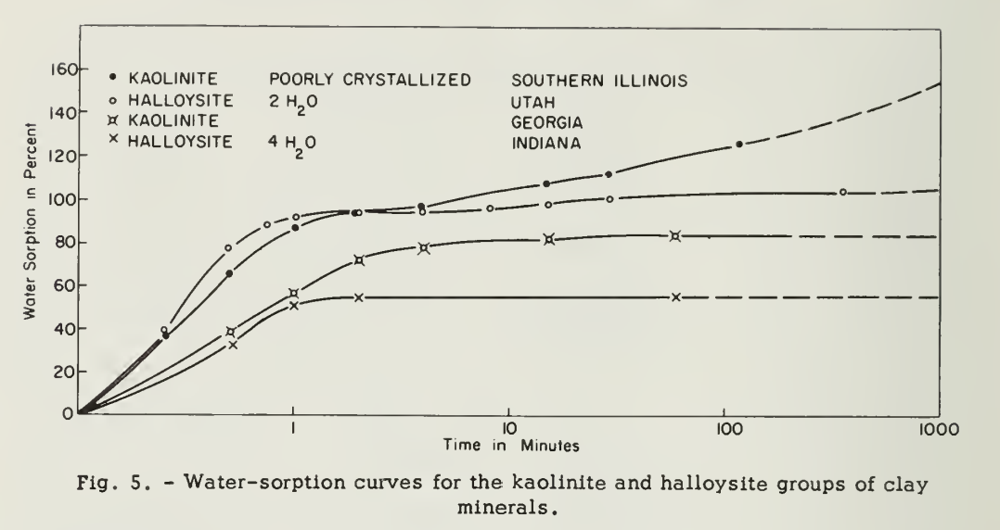 Water Sorption in Percent
160
140
120
100
80
60
40
20
0
KAOLINITE POORLY CRYSTALLIZED SOUTHERN ILLINOIS
HALLOYSITE 2 H2O UTAH
KAOLINITE GEORGIA
HALLOYSITE 4 H2O INDIANA
1 10 100 1000
Time in Minutes
Fig. 5. - Water-sorption curves for the kaolinite and halloysite groups of clay
minerals.